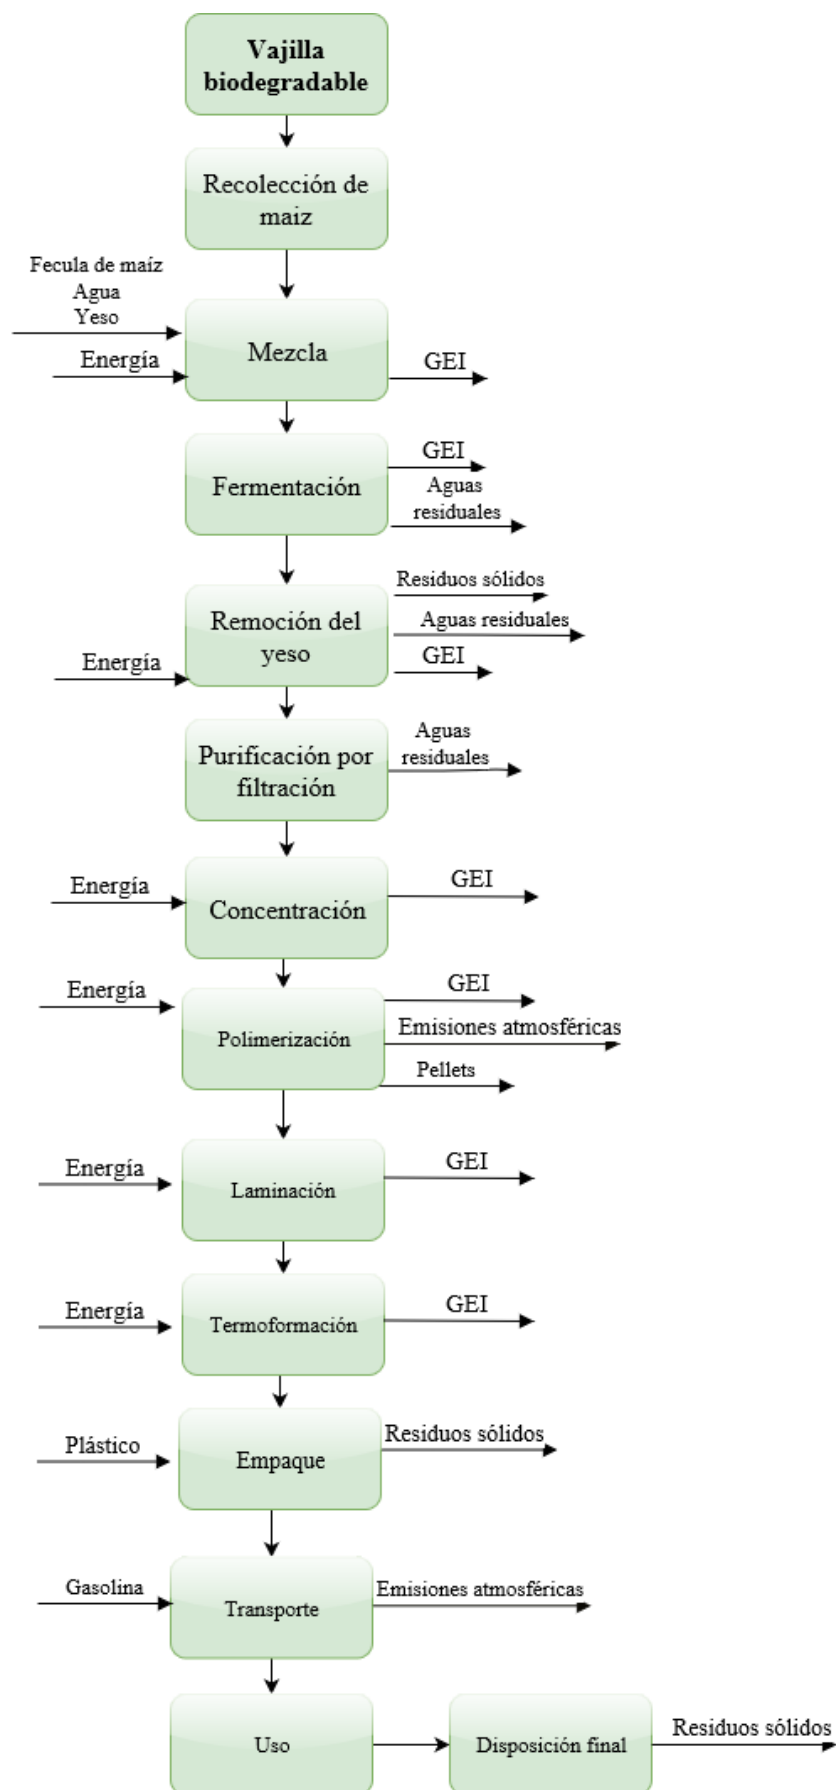 Vajilla
biodegradable
Recolección de
maiz
Fecula de maíz
Agua
Yeso
Energía
Mezcla
GEI
Fermentación
GEI
Aguas
residuales
Energía
Remoción del
yeso
Residuos sólidos
Aguas residuales
GEI
Purificación por
filtración
Aguas
residuales
Energía
Concentración
GEI
Energía
Polimerización
GEI
Emisiones atmosféricas
Pellets
Energía
Laminación
GEI
Energía
Termoformación
GEI
Plástico
Empaque
Residuos sólidos
Gasolina
Transporte
Emisiones atmosféricas
Uso
Disposición final
Residuos sólidos